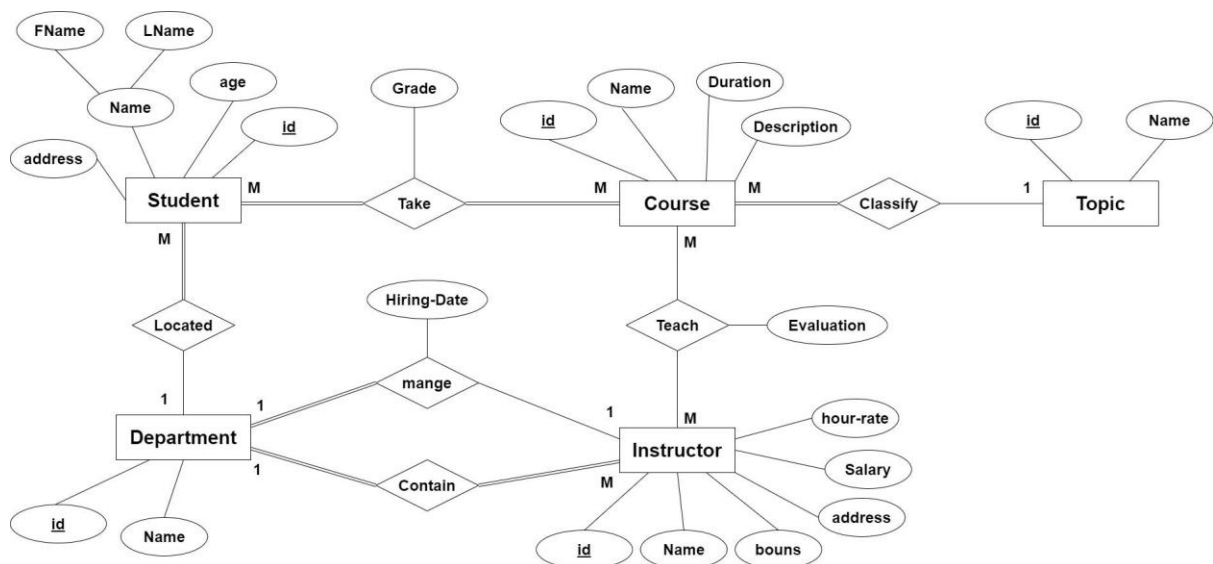 FName
LName
Name
age
id
address
Student
Grade
Take
M
M
id
Name
Duration
Description
Course
M
Classify
1
id
Name
Topic
M
Located
1
M
Teach
Evaluation
M
Hiring-Date
mange
1
1
Department
1
Contain
M
Instructor
hour-rate
Salary
address
id
Name
id
Name
bouns